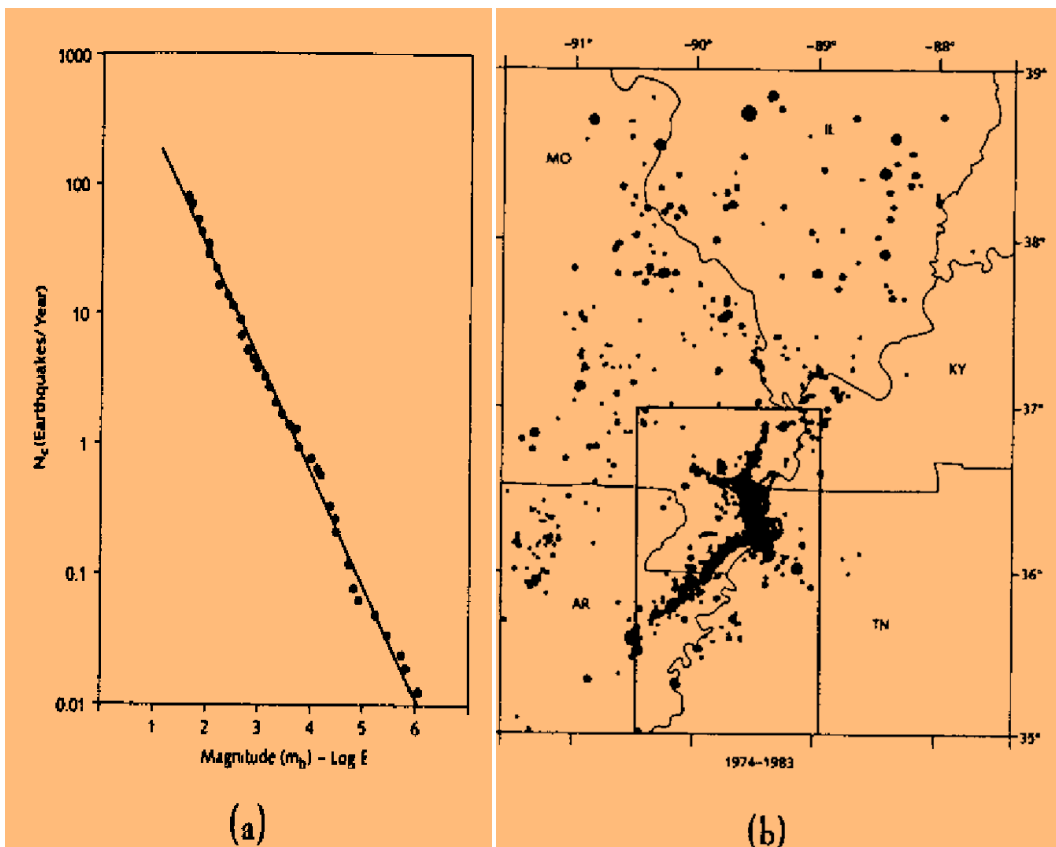 1000
100
10
1
0.1
0.01
N_c (Earthquakes/Year)
1 2 3 4 5 6
Magnitude (m_b) – Log E
(a)
-91° -90° -89° -88°
39°
38°
37°
36°
35°
MO
IL
KY
AR
TN
1974–1983
(b)